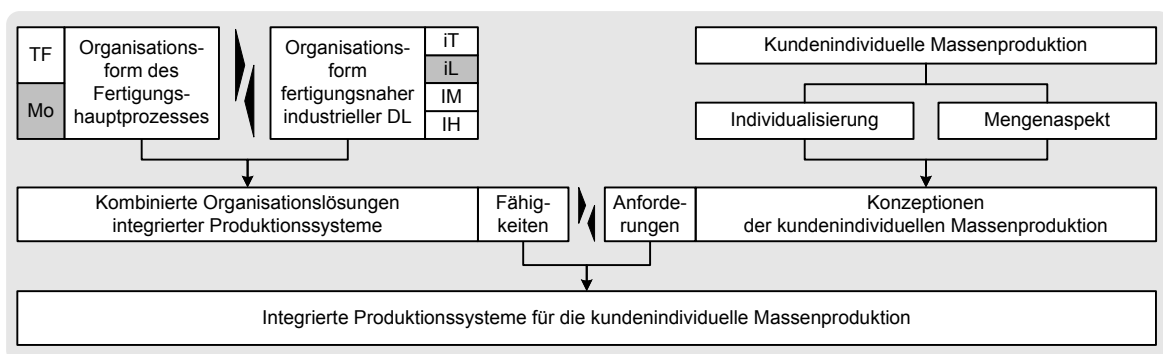 TF
Mo
Organisations-
form des
Fertigungs-
hauptprozesses
Organisations-
form
fertigungsnaher
industrieller DL
iT
iL
IM
IH
Kundenindividuelle Massenproduktion
Individualisierung
Mengenaspekt
Kombinierte Organisationslösungen
integrierter Produktionssysteme
Fähig-
keiten
Anforde-
rungen
Konzeptionen
der kundenindividuellen Massenproduktion
Integrierte Produktionssysteme für die kundenindividuelle Massenproduktion